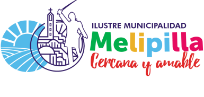 ILUSTRE MUNICIPALIDAD
Melipilla
Cercana y amable